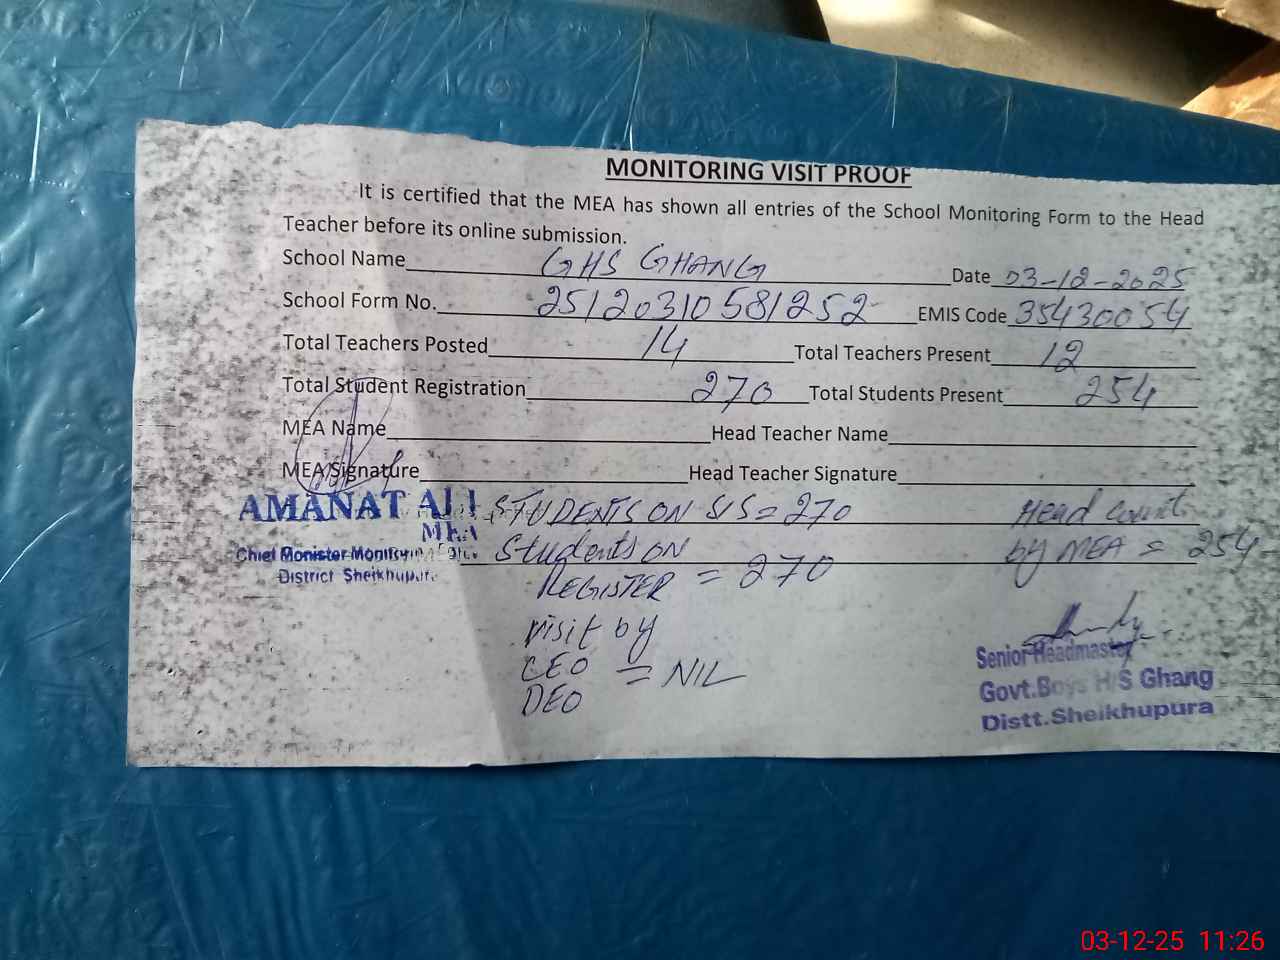 MONITORING VISIT PROOF
It is certified that the MEA has shown all entries of the School Monitoring Form to the Head
Teacher before its online submission.
School Name GHS GHANG Date 03-12-2025
School Form No. 25120310581252 EMIS Code 35430054
Total Teachers Posted 14 Total Teachers Present 12
Total Student Registration 270 Total Students Present 254
MEA Name Head Teacher Name
MEA Signature Head Teacher Signature
AMANAT ALI STUDENTS ON SIS = 270 Head count
MEA
Chief Monister Monitoring students on by MEA = 254
District Sheikhupura REGISTER = 270
visit by
CEO = NIL
DEO
Senior Headmaster
Govt.Boys H/S Ghang
Distt.Sheikhupura
03-12-25 11:26